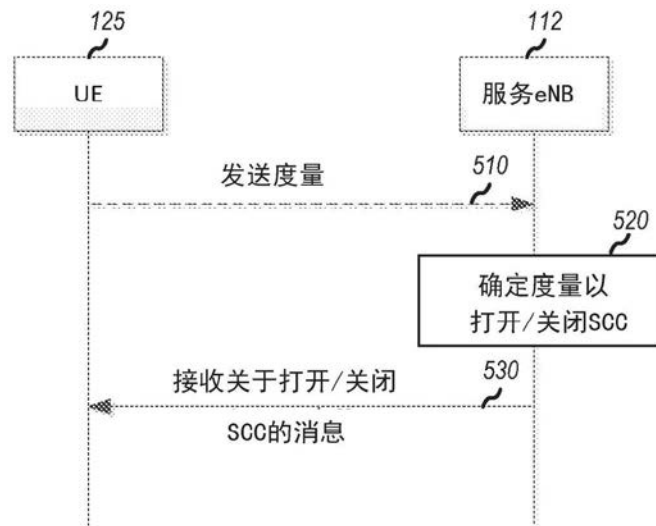 125
112
UE
服务eNB
发送度量
510
520
确定度量以
打开/关闭SCC
接收关于打开/关闭
530
SCC的消息